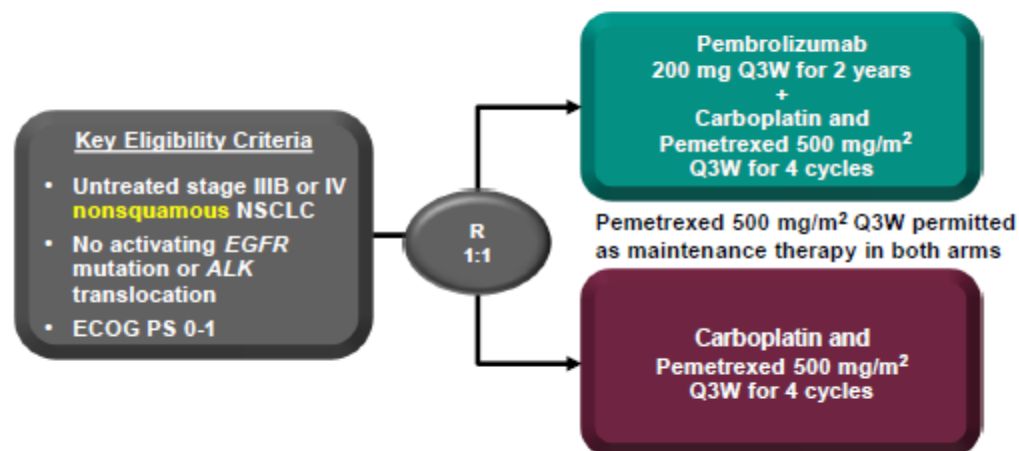 Key Eligibility Criteria
• Untreated stage IIIB or IV
nonsquamous NSCLC
• No activating EGFR
mutation or ALK
translocation
• ECOG PS 0-1
R
1:1
Pembrolizumab
200 mg Q3W for 2 years
+
Carboplatin and
Pemetrexed 500 mg/m²
Q3W for 4 cycles
Pemetrexed 500 mg/m² Q3W permitted
as maintenance therapy in both arms
Carboplatin and
Pemetrexed 500 mg/m²
Q3W for 4 cycles